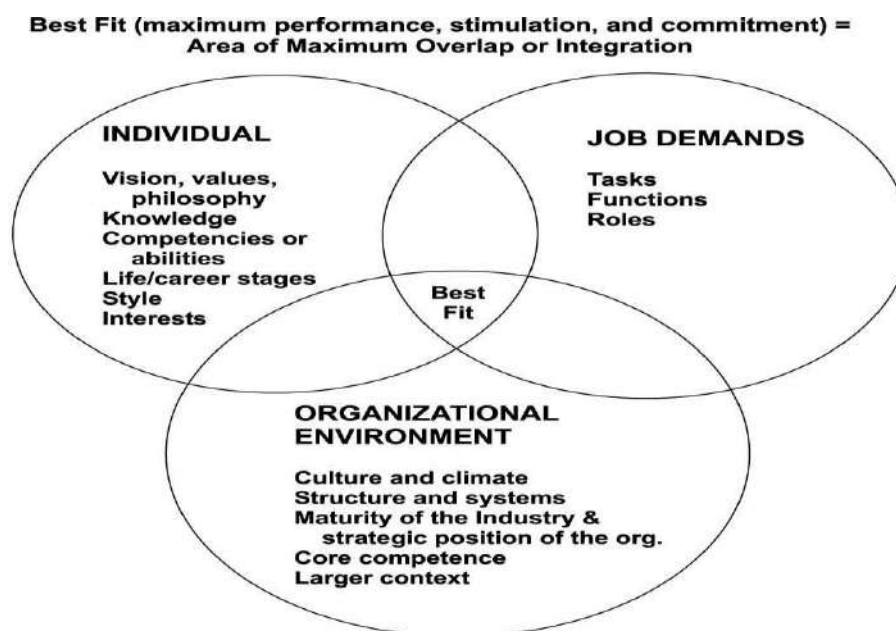 Best Fit (maximum performance, stimulation, and commitment) =
Area of Maximum Overlap or Integration
INDIVIDUAL
Vision, values,
philosophy
Knowledge
Competencies or
abilities
Life/career stages
Style
Interests
JOB DEMANDS
Tasks
Functions
Roles
Best
Fit
ORGANIZATIONAL
ENVIRONMENT
Culture and climate
Structure and systems
Maturity of the Industry &
strategic position of the org.
Core competence
Larger context